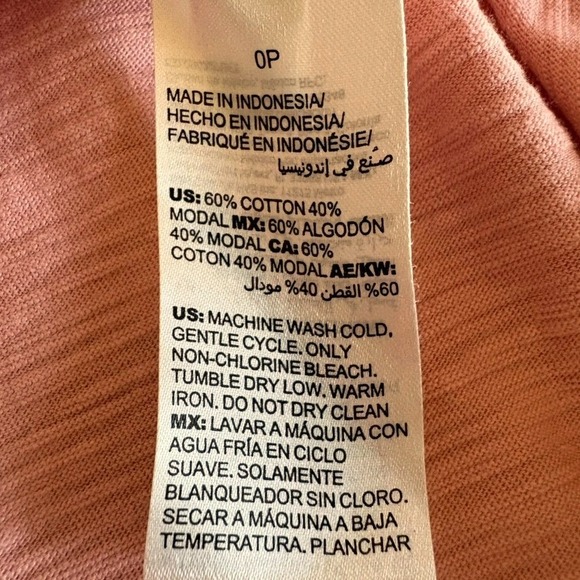 0P
MADE IN INDONESIA/
HECHO EN INDONESIA/
FABRIQUÉ EN INDONÉSIE/
صُنع في إندونيسيا
US: 60% COTTON 40%
MODAL MX: 60% ALGODÓN
40% MODAL CA: 60%
COTON 40% MODAL AE/KW:
60% القطن 40% مودال
US: MACHINE WASH COLD,
GENTLE CYCLE. ONLY
NON-CHLORINE BLEACH.
TUMBLE DRY LOW. WARM
IRON. DO NOT DRY CLEAN
MX: LAVAR A MÁQUINA CON
AGUA FRÍA EN CICLO
SUAVE. SOLAMENTE
BLANQUEADOR SIN CLORO.
SECAR A MÁQUINA A BAJA
TEMPERATURA. PLANCHAR